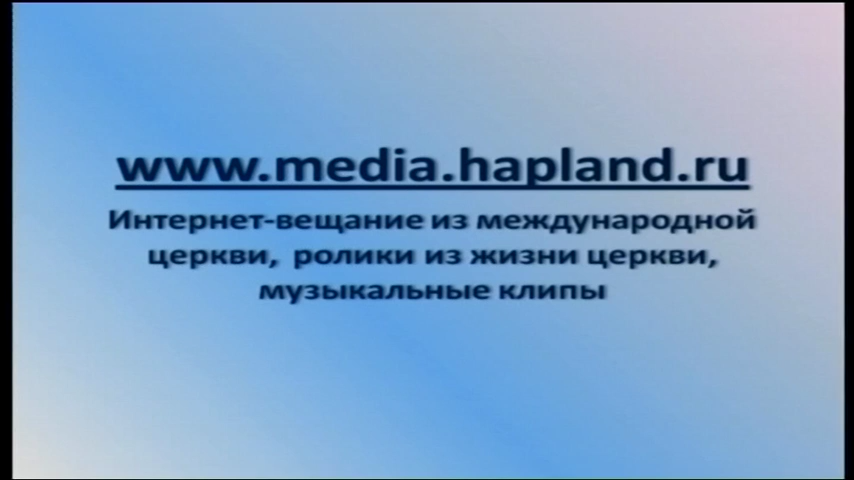 www.media.hapland.ru
Интернет-вещание из международной
церкви, ролики из жизни церкви,
музыкальные клипы